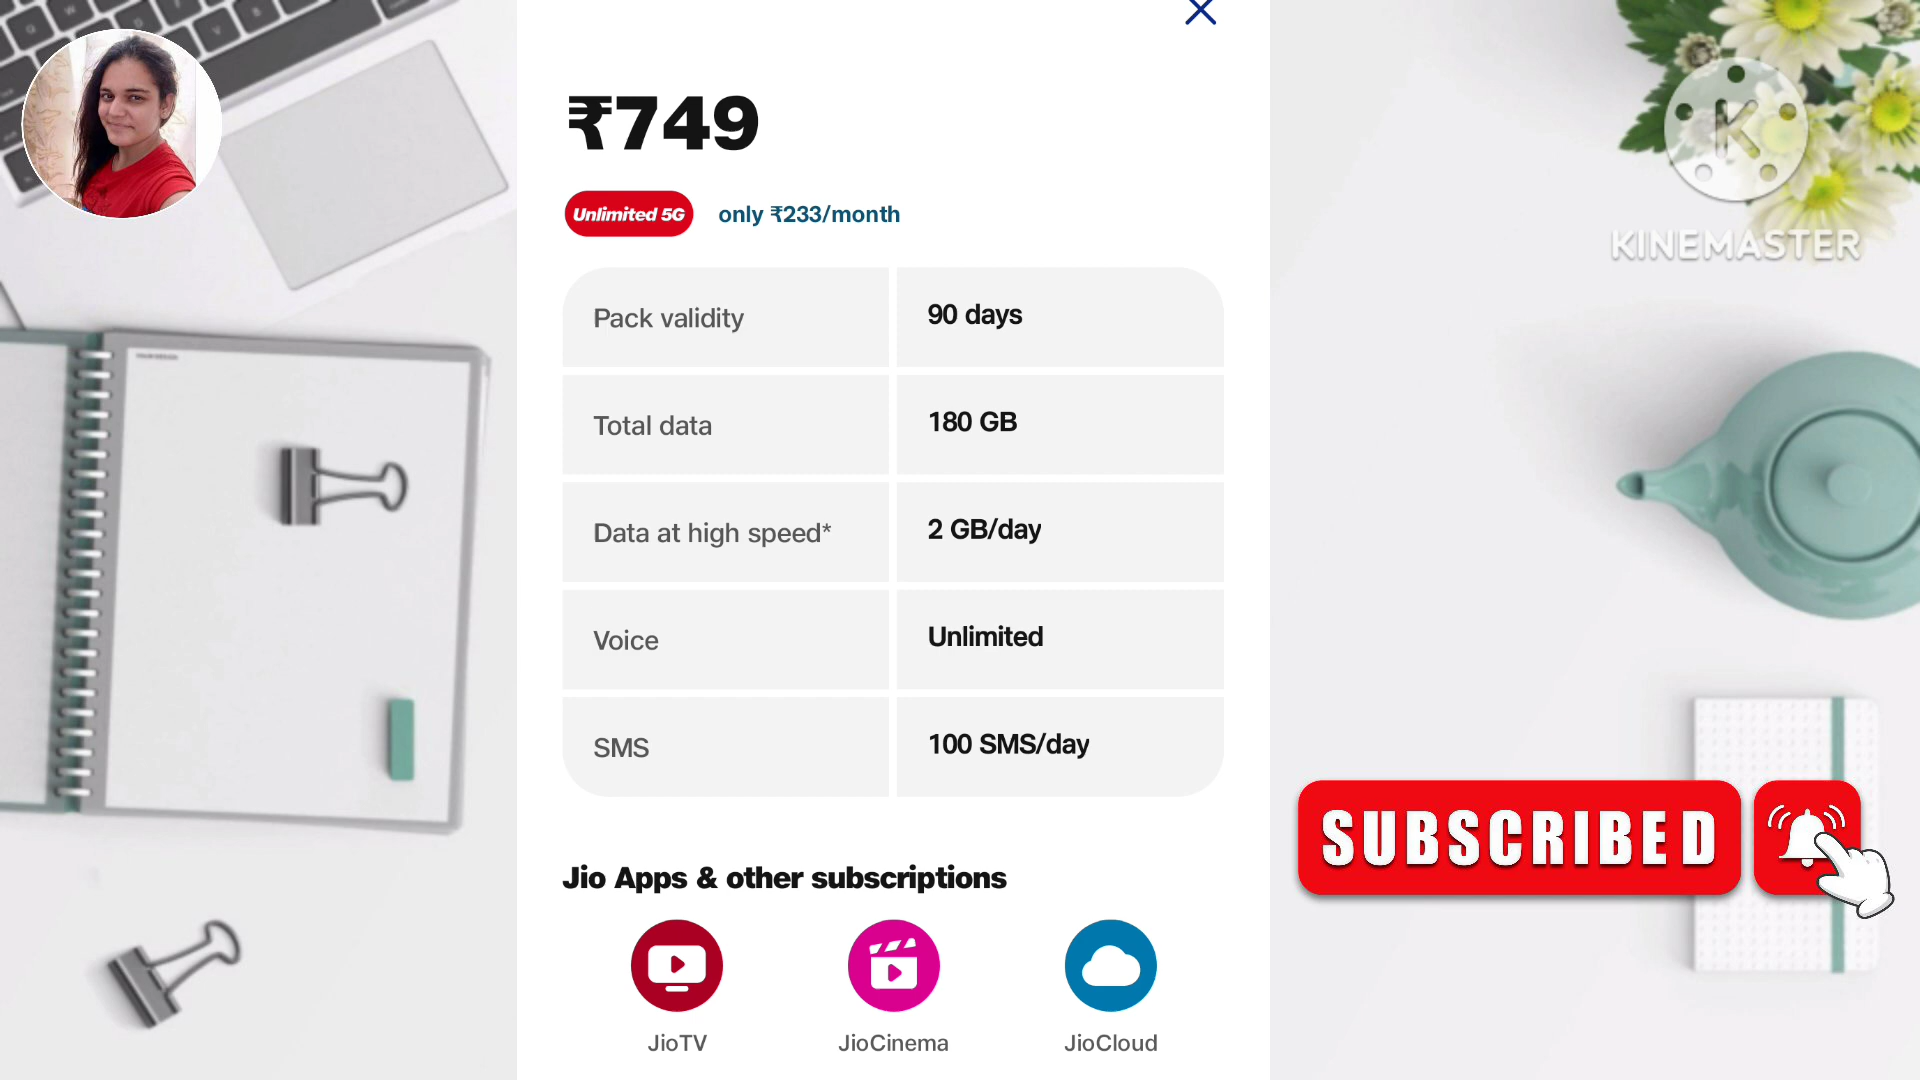 ₹749
Unlimited 5G only ₹233/month
Pack validity 90 days
Total data 180 GB
Data at high speed* 2 GB/day
Voice Unlimited
SMS 100 SMS/day
Jio Apps & other subscriptions
JioTV JioCinema JioCloud
K
KINEMASTER
SUBSCRIBED